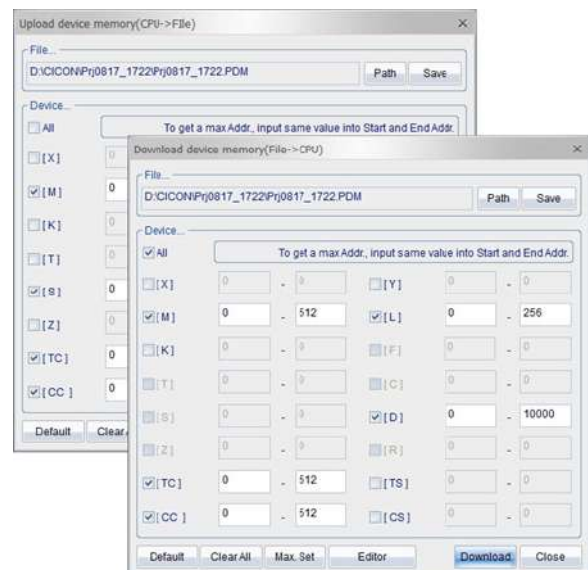 Upload device memory(CPU->File)
File...
D:\CICON\Prj0817_1722\Prj0817_1722.PDM Path Save
Device...
All To get a max Addr., input same value into Start and End Addr.
[X] 0
[M] 0
[K] 0
[T] 0
[S] 0
[Z] 0
[TC] 0
[CC ] 0
Default
Download device memory(File->CPU)
File...
D:\CICON\Prj0817_1722\Prj0817_1722.PDM Path Save
Device...
All To get a max Addr., input same value into Start and End Addr.
[X] 0 - 0 [Y] 0 - 0
[M] 0 - 512 [L] 0 - 256
[K] 0 - 0 [F] 0 - 0
[T] 0 - 0 [C] 0 - 0
[S] 0 - 0 [D] 0 - 10000
[Z] 0 - 0 [R] 0 - 0
[TC] 0 - 512 [TS] 0 - 0
[CC ] 0 - 512 [CS] 0 - 0
Default Clear All Max. Set Editor Download Close